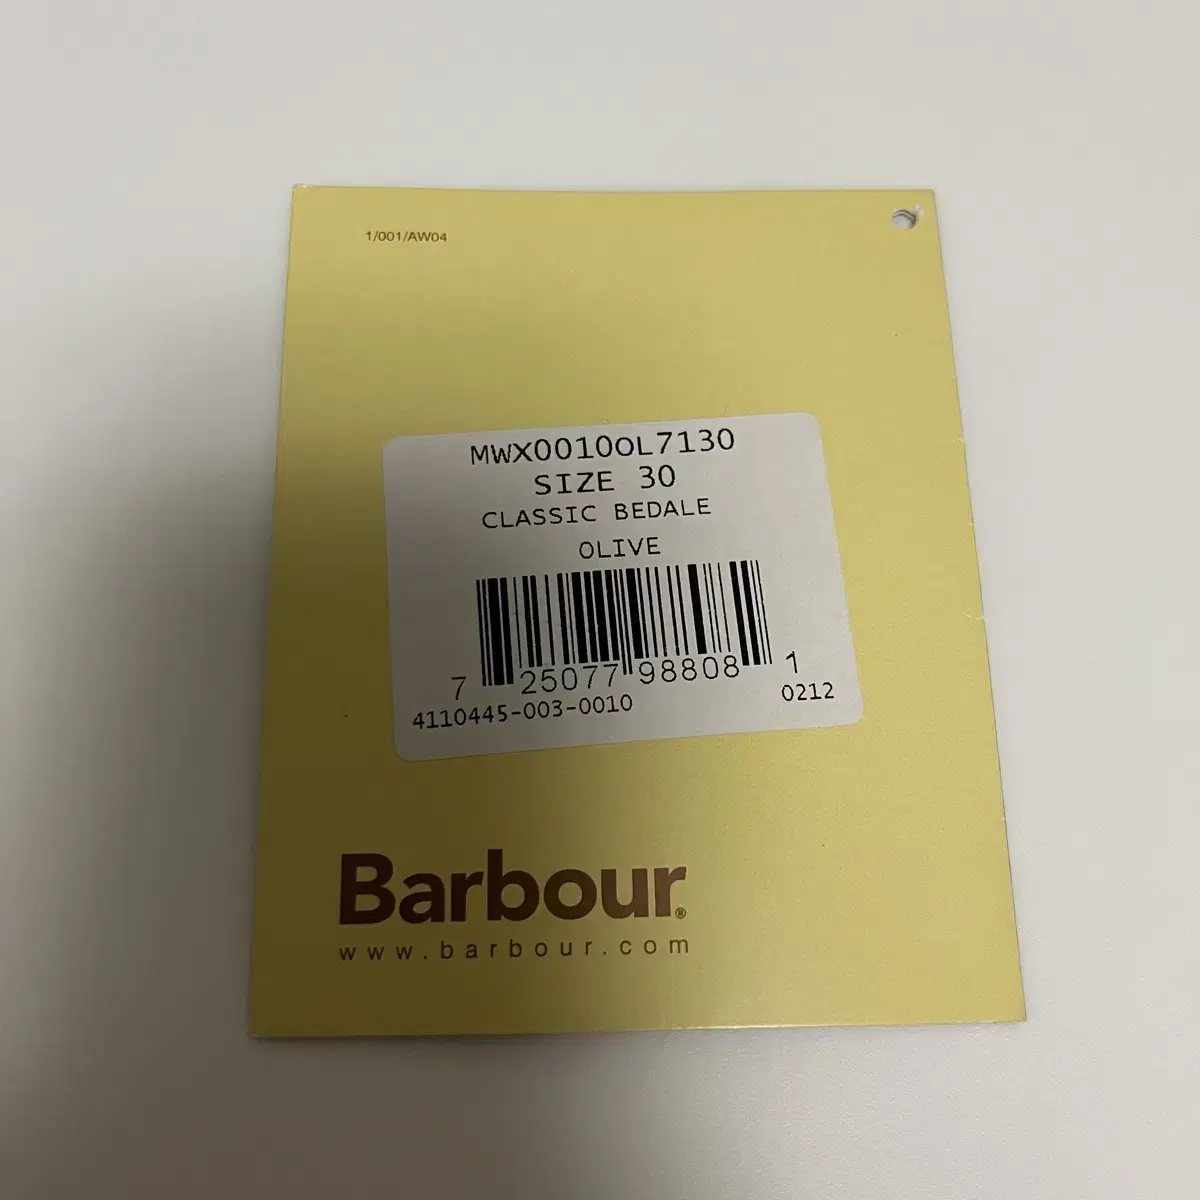 1/001/AW04
MWX0010OL7130
SIZE 30
CLASSIC BEDALE
OLIVE
7 25077 98808 1
4110445-003-0010 0212
Barbour®
www.barbour.com